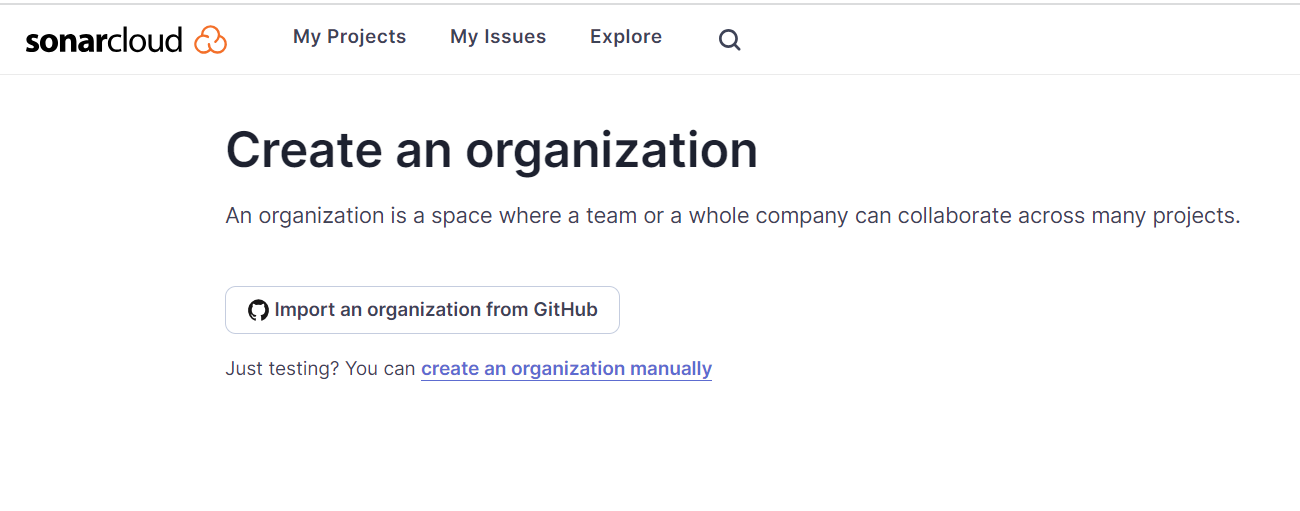 sonarcloud My Projects My Issues Explore
Create an organization
An organization is a space where a team or a whole company can collaborate across many projects.
Import an organization from GitHub
Just testing? You can create an organization manually